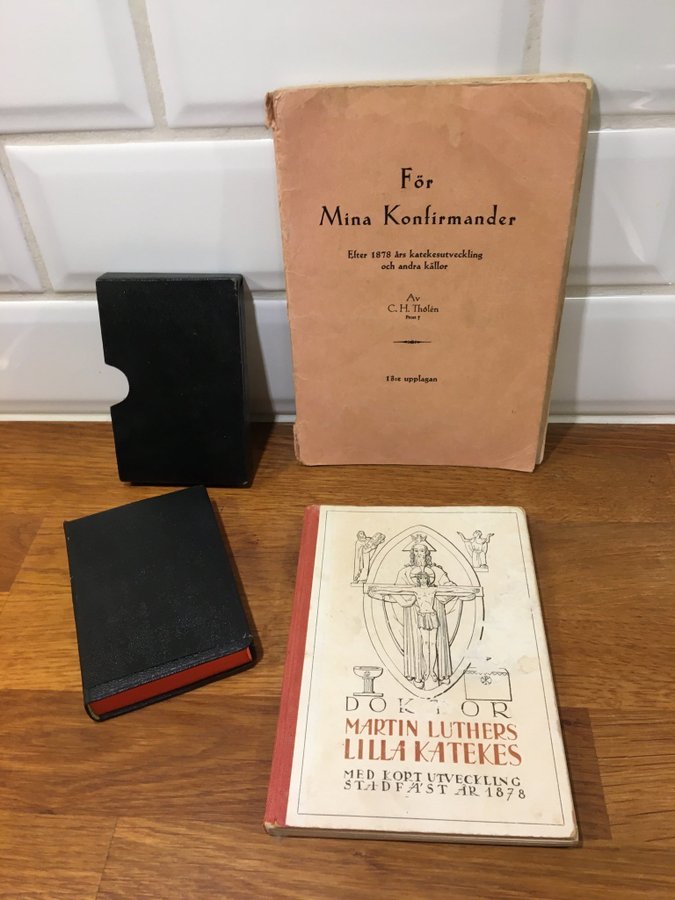 För
Mina Konfirmander
Efter 1878 års katekesutveckling
och andra källor
Av
C. H. Thólén
13:e upplagan
DOKTOR
MARTIN LUTHERS
LILLA KATEKES
MED KORT UTVECKLING
STADFÄST ÅR 1878